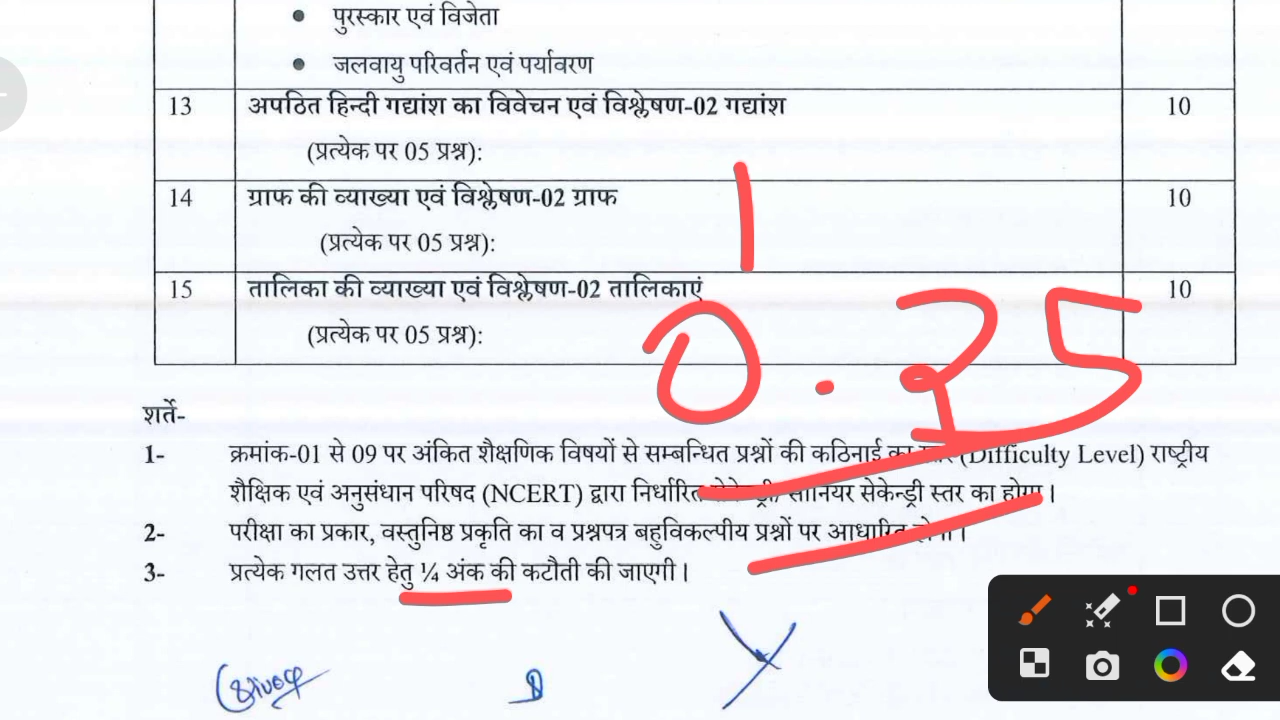 • पुरस्कार एवं विजेता
• जलवायु परिवर्तन एवं पर्यावरण
13 अपठित हिन्दी गद्यांश का विवेचन एवं विश्लेषण-02 गद्यांश 10
(प्रत्येक पर 05 प्रश्न):
14 ग्राफ की व्याख्या एवं विश्लेषण-02 ग्राफ 10
(प्रत्येक पर 05 प्रश्न):
1
15 तालिका की व्याख्या एवं विश्लेषण-02 तालिकाएं 10
(प्रत्येक पर 05 प्रश्न):
0.25
शर्ते-
1- क्रमांक-01 से 09 पर अंकित शैक्षणिक विषयों से सम्बन्धित प्रश्नों की कठिनाई का स्तर (Difficulty Level) राष्ट्रीय
शैक्षिक एवं अनुसंधान परिषद (NCERT) द्वारा निर्धारित सेकेन्ड्री/ सीनियर सेकेन्ड्री स्तर का होगा।
2- परीक्षा का प्रकार, वस्तुनिष्ठ प्रकृति का व प्रश्नपत्र बहुविकल्पीय प्रश्नों पर आधारित होगा।
3- प्रत्येक गलत उत्तर हेतु ¼ अंक की कटौती की जाएगी।